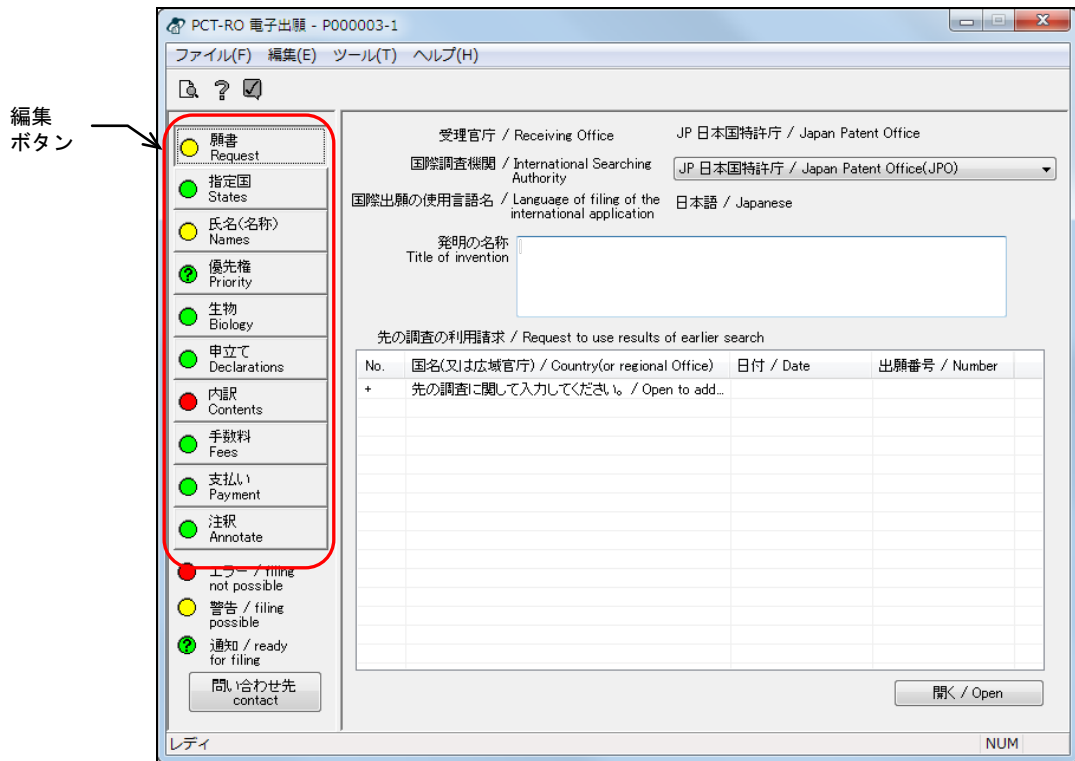 PCT-RO 電子出願 - P000003-1
ファイル(F) 編集(E) ツール(T) ヘルプ(H)
編集
ボタン
願書
Request
指定国
States
氏名(名称)
Names
優先権
Priority
生物
Biology
申立て
Declarations
内訳
Contents
手数料
Fees
支払い
Payment
注釈
Annotate
エラー / filing
not possible
警告 / filing
possible
通知 / ready
for filing
問い合わせ先
contact
受理官庁 / Receiving Office JP 日本国特許庁 / Japan Patent Office
国際調査機関 / International Searching
Authority
JP 日本国特許庁 / Japan Patent Office(JPO)
国際出願の使用言語名 / Language of filing of the
international application
日本語 / Japanese
発明の名称
Title of invention
先の調査の利用請求 / Request to use results of earlier search
No. 国名(又は広域官庁) / Country(or regional Office) 日付 / Date 出願番号 / Number
+ 先の調査に関して入力してください。 / Open to add...
開く / Open
レディ NUM